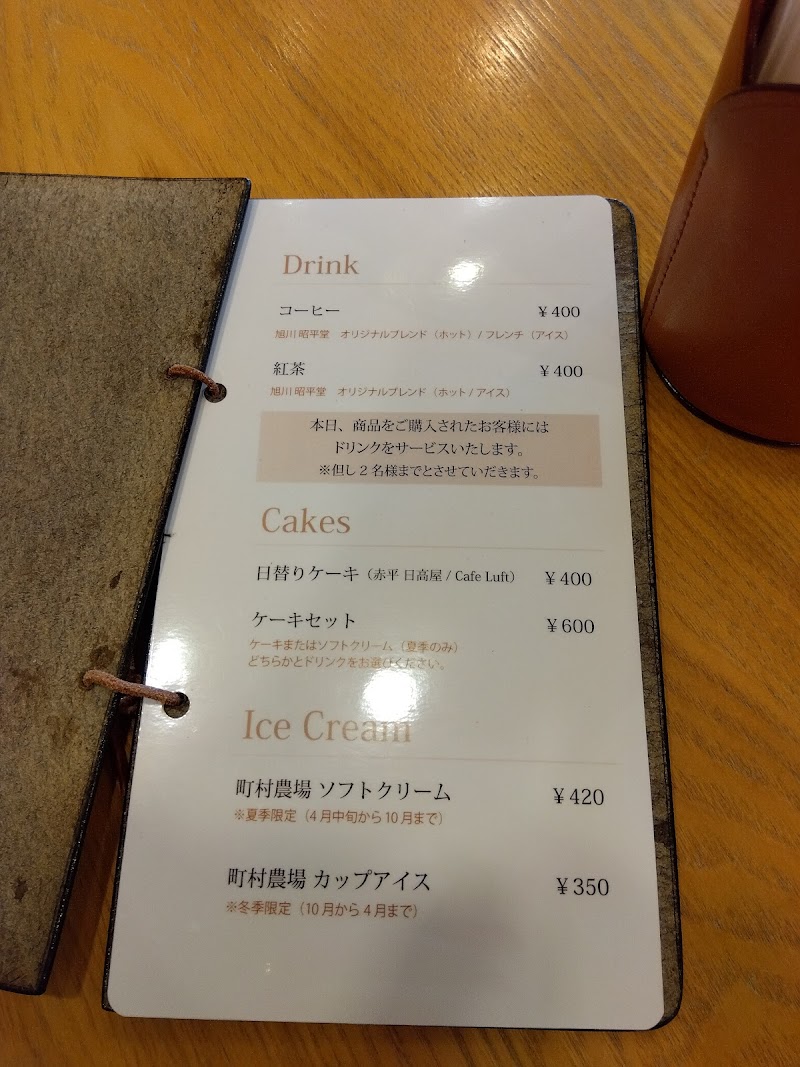 Drink
コーヒー ¥400
旭川 昭平堂 オリジナルブレンド（ホット）/ フレンチ（アイス）
紅茶 ¥400
旭川 昭平堂 オリジナルブレンド（ホット / アイス）
本日、商品をご購入されたお客様には
ドリンクをサービスいたします。
※但し2名様までとさせていだきます。
Cakes
日替りケーキ（赤平 日高屋 / Cafe Luft） ¥400
ケーキセット ¥600
ケーキまたはソフトクリーム（夏季のみ）
どちらかとドリンクをお選びください。
Ice Cream
町村農場 ソフトクリーム ¥420
※夏季限定（4月中旬から10月まで）
町村農場 カップアイス ¥350
※冬季限定（10月から4月まで）